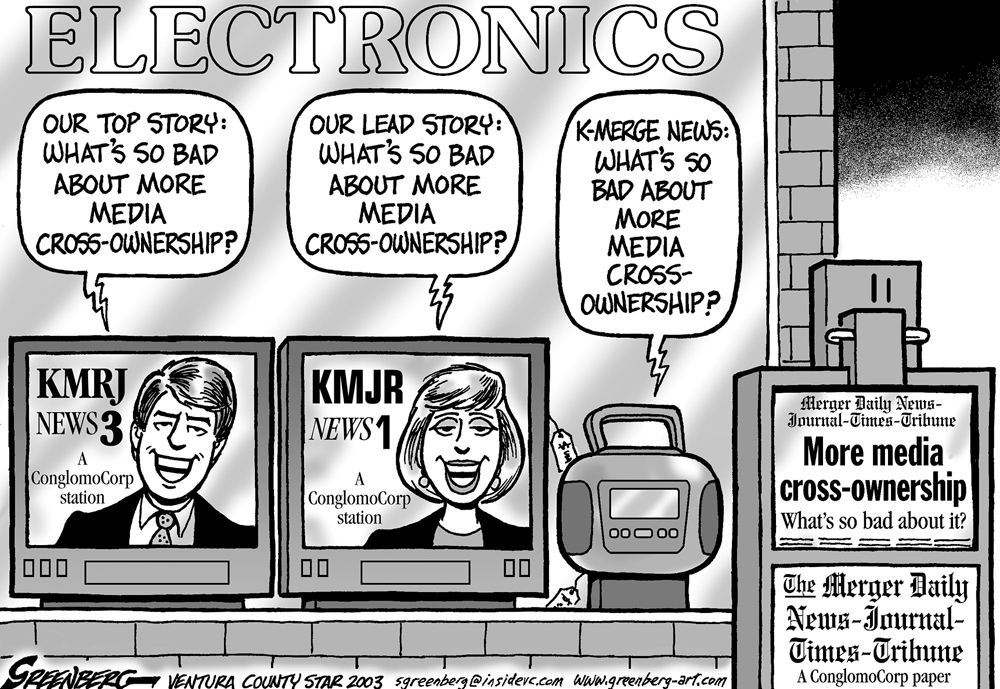 ELECTRONICS
OUR TOP STORY:
WHAT'S SO BAD
ABOUT MORE
MEDIA
CROSS-OWNERSHIP?
OUR LEAD STORY:
WHAT'S SO BAD
ABOUT MORE
MEDIA
CROSS-OWNERSHIP?
K-MERGE NEWS:
WHAT'S SO
BAD ABOUT
MORE
MEDIA
CROSS-
OWNERSHIP?
KMRJ
NEWS 3
A
ConglomoCorp
station
KMJR
NEWS 1
A
ConglomoCorp
station
Merger Daily News-
Journal-Times-Tribune
More media
cross-ownership
What's so bad about it?
The Merger Daily
News-Journal-
Times-Tribune
A ConglomoCorp paper
GREENBERG VENTURA COUNTY STAR 2003 sgreenberg@insidevc.com www.greenberg-art.com